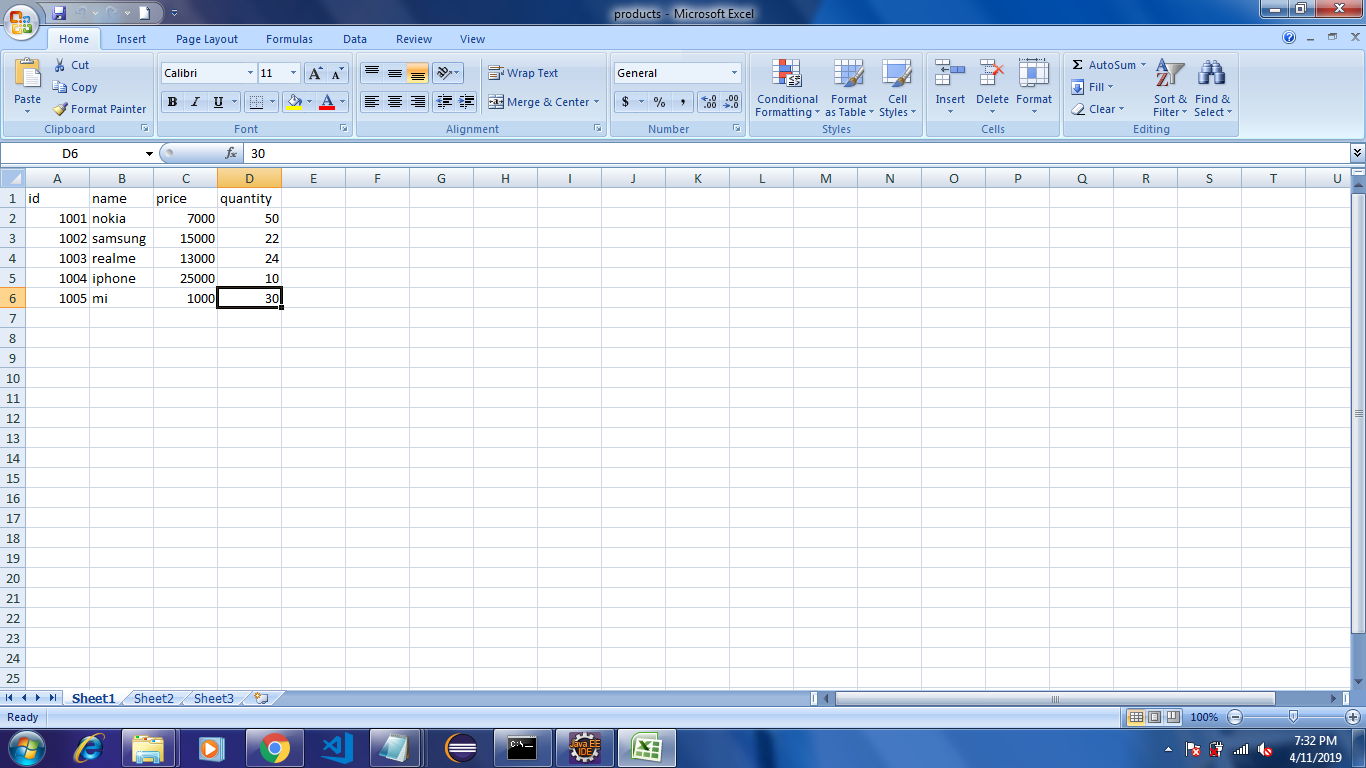 products - Microsoft Excel
Home Insert Page Layout Formulas Data Review View
Paste
Cut
Copy
Format Painter
Clipboard
Calibri 11
B I U A
Font
Wrap Text
Merge & Center
Alignment
General
$ % ,
Number
Conditional Formatting
Format as Table
Cell Styles
Styles
Insert Delete Format
Cells
Σ AutoSum
Fill
Clear
Sort & Filter
Find & Select
Editing
D6 fx 30
A B C D E F G H I J K L M N O P Q R S T U
1 id name price quantity
2 1001 nokia 7000 50
3 1002 samsung 15000 22
4 1003 realme 13000 24
5 1004 iphone 25000 10
6 1005 mi 1000 30
7
8
9
10
11
12
13
14
15
16
17
18
19
20
21
22
23
24
25
Sheet1 Sheet2 Sheet3
Ready 100%
C:\
Java EE
IDE
7:32 PM
4/11/2019